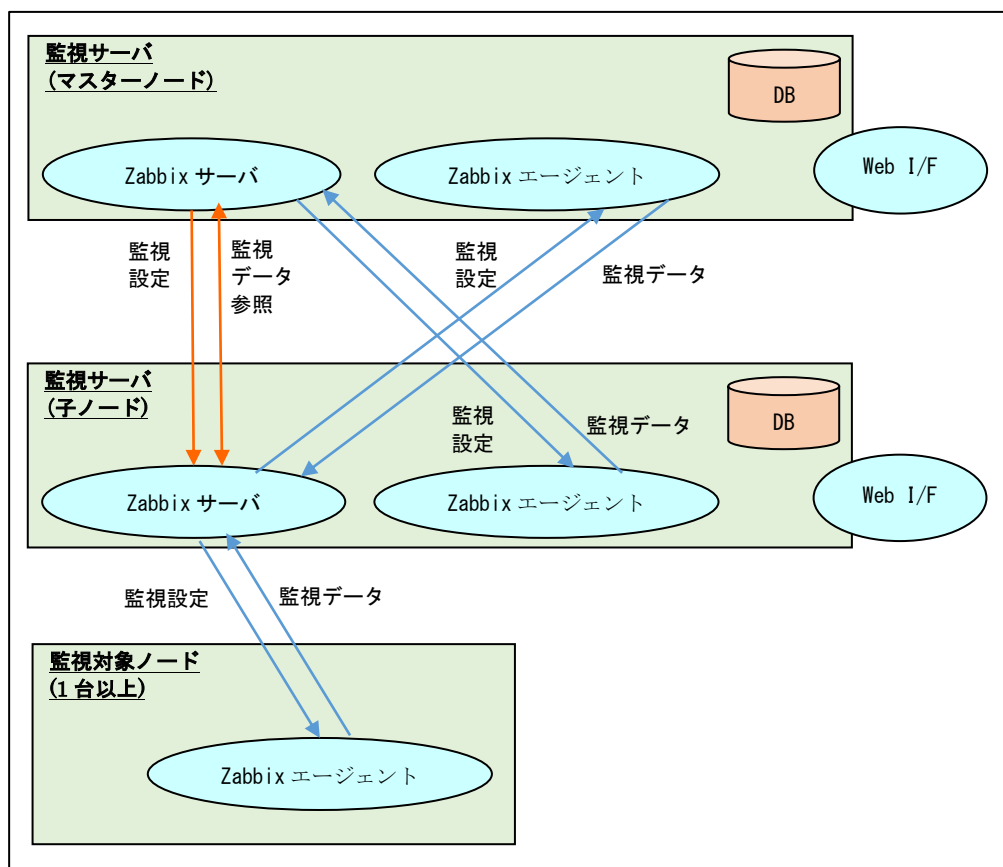 監視サーバ
(マスターノード)
DB
Zabbix サーバ
Zabbix エージェント
Web I/F
監視
設定
監視
データ
参照
監視
設定
監視データ
監視サーバ
(子ノード)
DB
監視
設定
監視データ
Zabbix サーバ
Zabbix エージェント
Web I/F
監視設定
監視データ
監視対象ノード
(1 台以上)
Zabbix エージェント